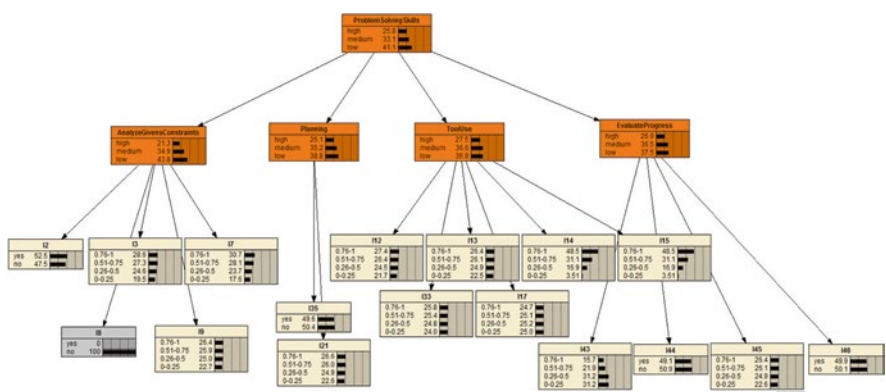 ProblemSolvingSkills
high 25.8
medium 33.1
low 41.1
AnalyzeGivensConstraints
high 21.3
medium 34.9
low 43.8
Planning
high 25.1
medium 35.2
low 39.8
ToolUse
high 27.5
medium 36.6
low 35.9
EvaluateProgress
high 25.9
medium 36.5
low 37.5
I2
yes 52.5
no 47.5
I3
0.76-1 28.6
0.51-0.75 27.3
0.26-0.5 24.6
0-0.25 19.5
I7
0.76-1 30.7
0.51-0.75 28.1
0.26-0.5 23.7
0-0.25 17.6
I12
0.76-1 27.4
0.51-0.75 26.4
0.26-0.5 24.5
0-0.25 21.7
I13
0.76-1 26.4
0.51-0.75 26.1
0.26-0.5 24.9
0-0.25 22.5
I14
0.76-1 48.5
0.51-0.75 31.1
0.26-0.5 16.9
0-0.25 3.51
I15
0.76-1 48.5
0.51-0.75 31.1
0.26-0.5 16.9
0-0.25 3.51
I33
0.76-1 25.8
0.51-0.75 25.4
0.26-0.5 24.8
0-0.25 24.0
I17
0.76-1 24.7
0.51-0.75 25.1
0.26-0.5 25.2
0-0.25 25.0
I35
yes 49.6
no 50.4
I8
yes 0
no 100
I9
0.76-1 26.4
0.51-0.75 25.9
0.26-0.5 25.0
0-0.25 22.7
I21
0.76-1 26.5
0.51-0.75 26.0
0.26-0.5 24.9
0-0.25 22.6
I43
0.76-1 15.7
0.51-0.75 21.9
0.26-0.5 31.2
0-0.25 31.2
I44
yes 49.1
no 50.9
I45
0.76-1 26.4
0.51-0.75 26.1
0.26-0.5 24.9
0-0.25
I46
yes 49.9
no 50.1